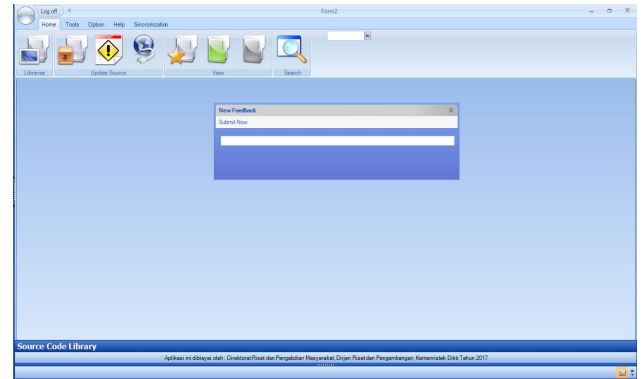 Log off
Form2
Home Tools Option Help Sincronization
Libraries Update Source View Search
New Feedback
Submit Now
Source Code Library
Aplikasi ini dibiayai oleh : Direktorat Riset dan Pengabdian Masyarakat, Dirjen Riset dan Pengembangan, Kemenristek Dikti Tahun 2017